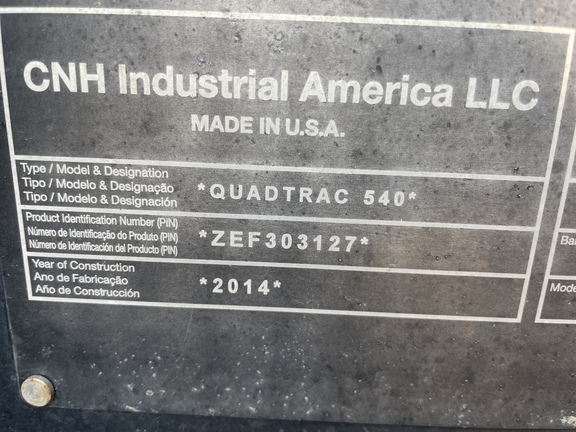 CNH Industrial America LLC
MADE IN U.S.A.
Type / Model & Designation
Tipo / Modelo & Designação
Tipo / Modelo & Designación
*QUADTRAC 540*
Product Identification Number (PIN)
Número de Identificação do Produto (PIN)
Número de Identificación del Producto (PIN)
*ZEF303127*
Year of Construction
Ano de Fabricação
Año de Construcción
*2014*